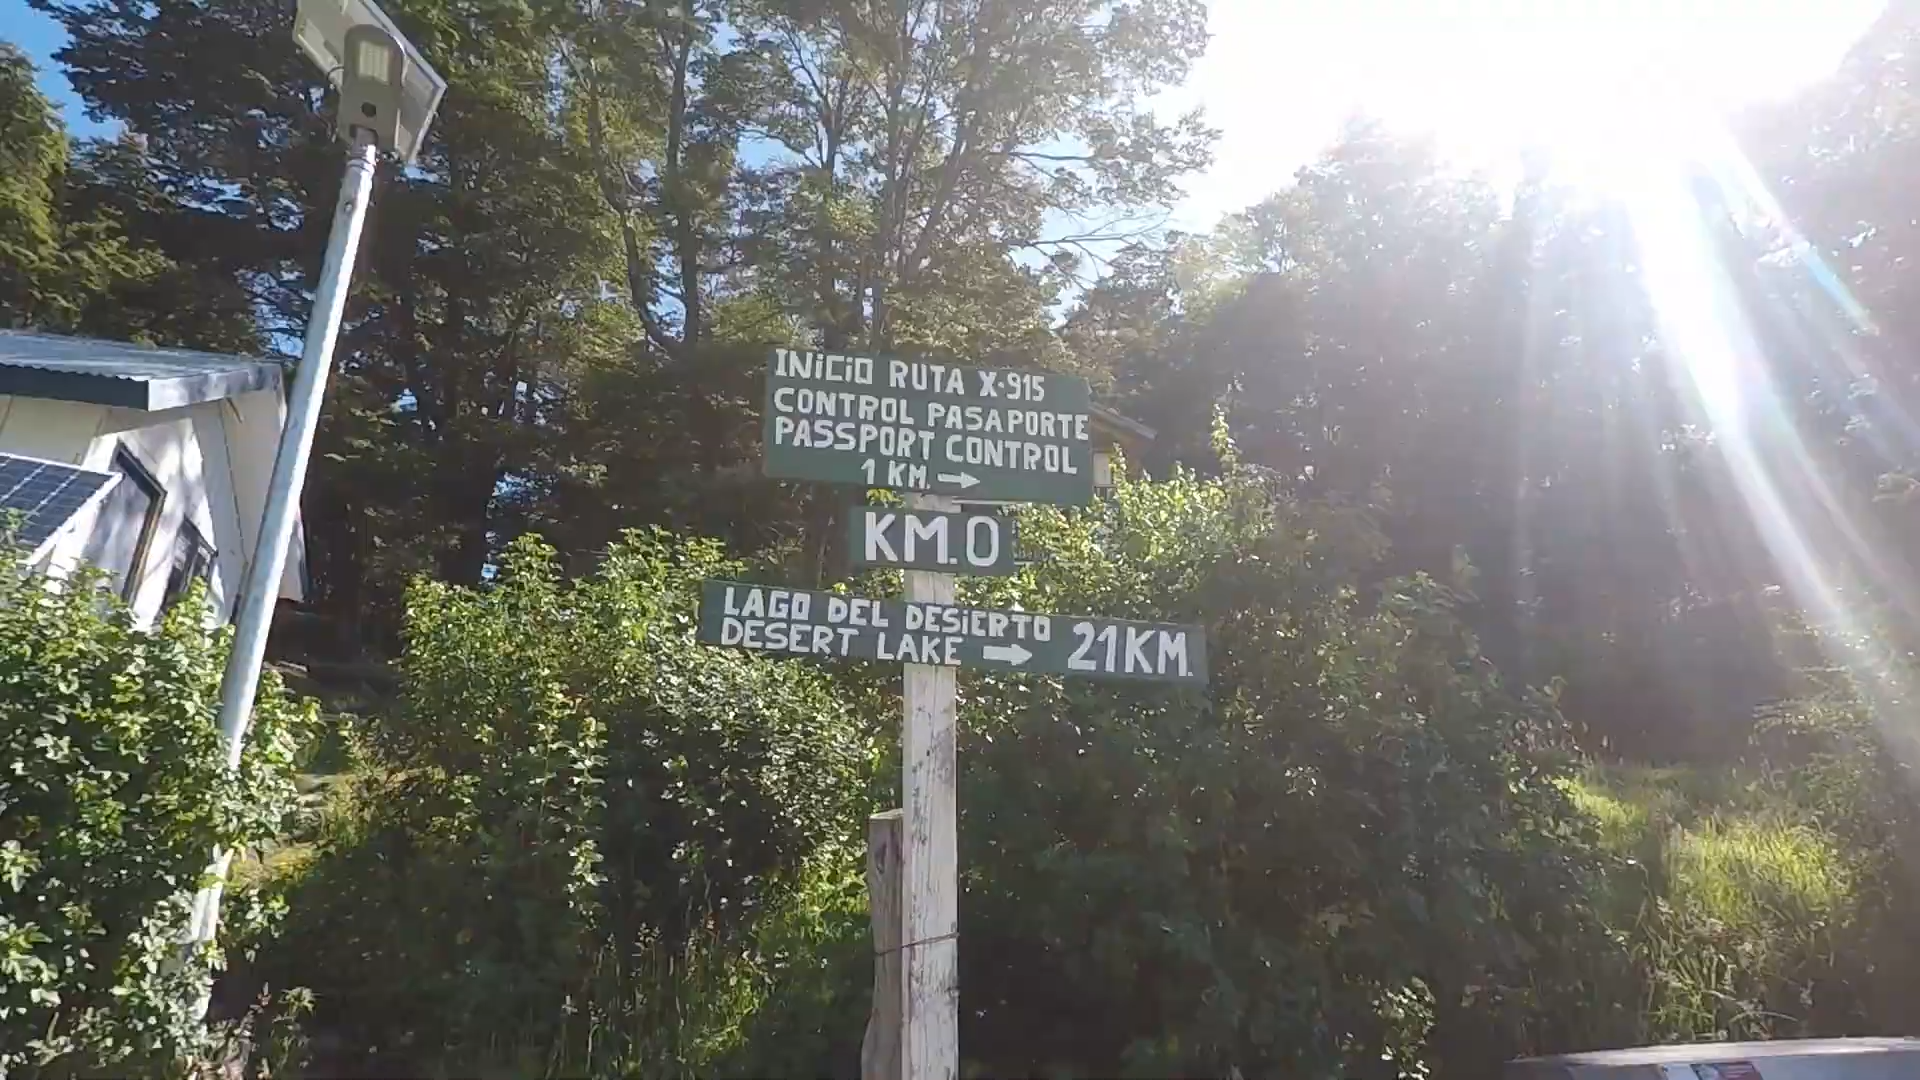 INiCiO RUTA X-915
CONTROL PASAPORTE
PASSPORT CONTROL
1 KM. →
KM.0
LAGO DEL DESiERTO
DESERT LAKE → 21KM.